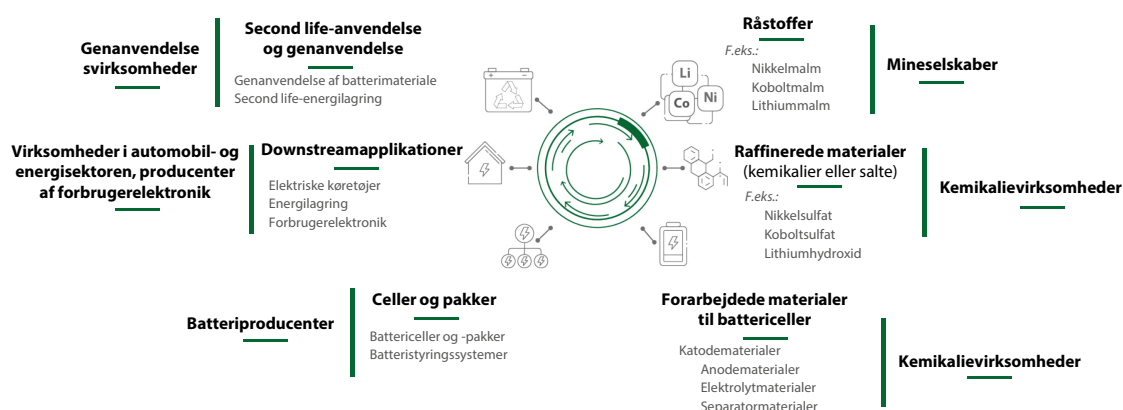 Genanvendelse
svirksomheder
Second life-anvendelse
og genanvendelse
Genanvendelse af batterimateriale
Second life-energilagring
Råstoffer
F.eks.:
Nikkelmalm
Koboltmalm
Lithiummalm
Mineselskaber
Li
Co
Ni
Virksomheder i automobil- og
energisektoren, producenter
af forbrugerelektronik
Downstreamapplikationer
Elektriske køretøjer
Energilagring
Forbrugerelektronik
Raffinerede materialer
(kemikalier eller salte)
F.eks.:
Nikkelsulfat
Koboltsulfat
Lithiumhydroxid
Kemikalievirksomheder
Batteriproducenter
Celler og pakker
Battericeller og -pakker
Batteristyringssystemer
Forarbejdede materialer
til battericeller
Katodematerialer
Anodematerialer
Elektrolytmaterialer
Separatormaterialer
Kemikalievirksomheder